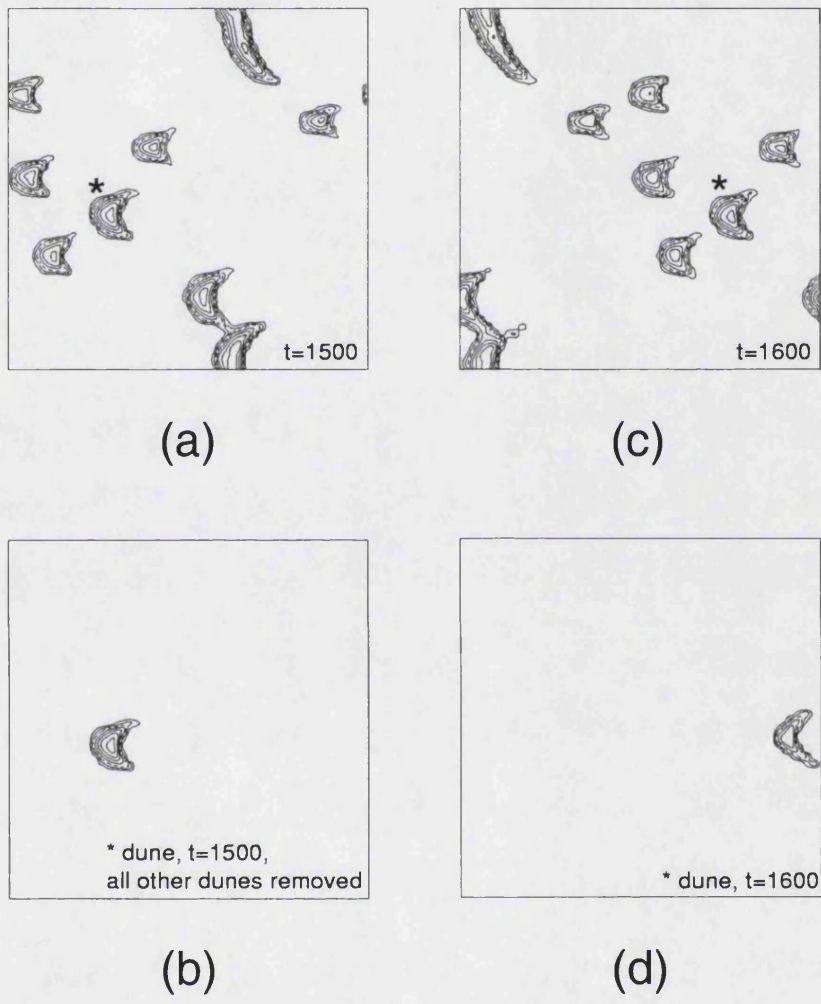 *
t=1500
(a)
*
t=1600
(c)
* dune, t=1500,
all other dunes removed
(b)
* dune, t=1600
(d)